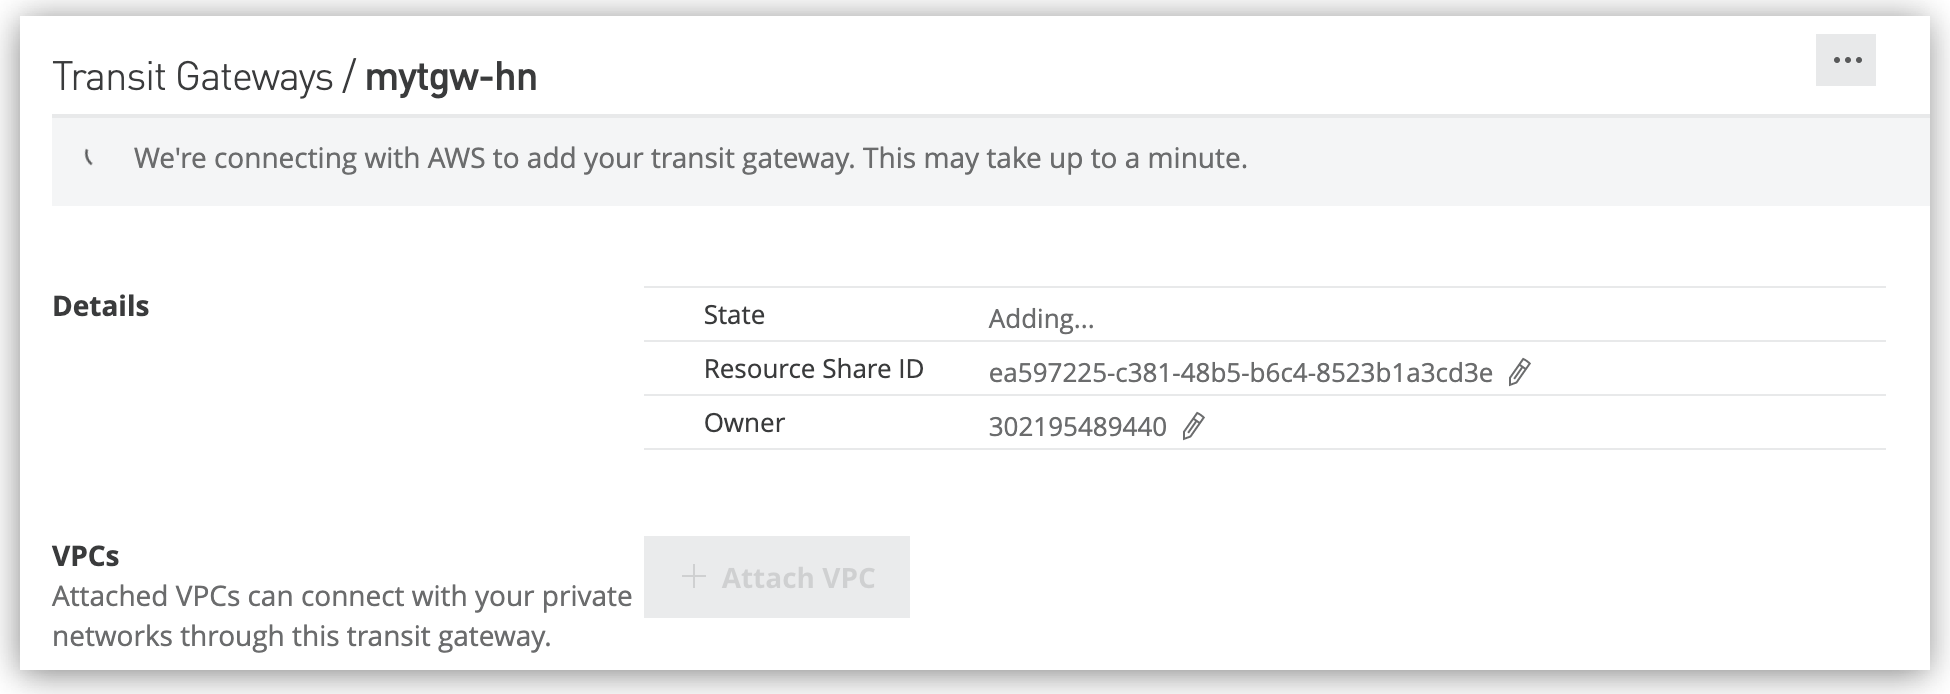 Transit Gateways / mytgw-hn
We're connecting with AWS to add your transit gateway. This may take up to a minute.
Details
State Adding...
Resource Share ID ea597225-c381-48b5-b6c4-8523b1a3cd3e
Owner 302195489440
VPCs
Attached VPCs can connect with your private
networks through this transit gateway.
+ Attach VPC